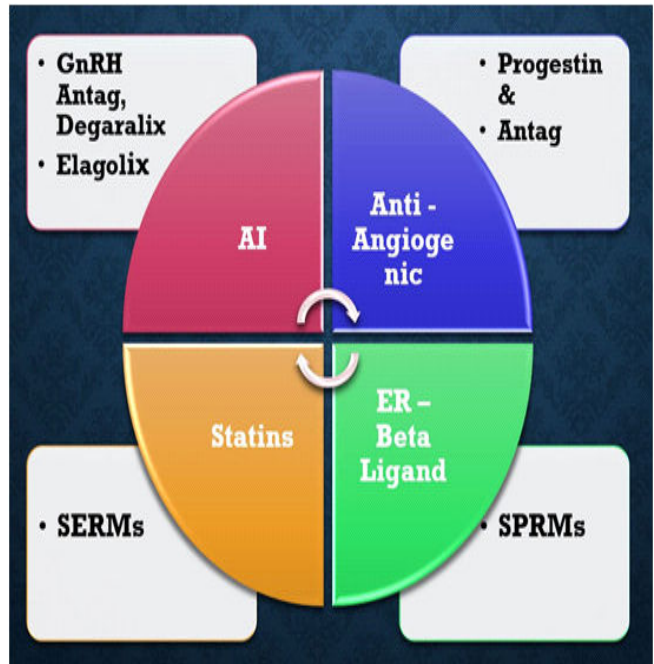 • GnRH
Antag,
Degaralix
• Elagolix
• Progestin
&
• Antag
AI
Anti -
Angioge
nic
Statins
ER –
Beta
Ligand
• SERMs
• SPRMs